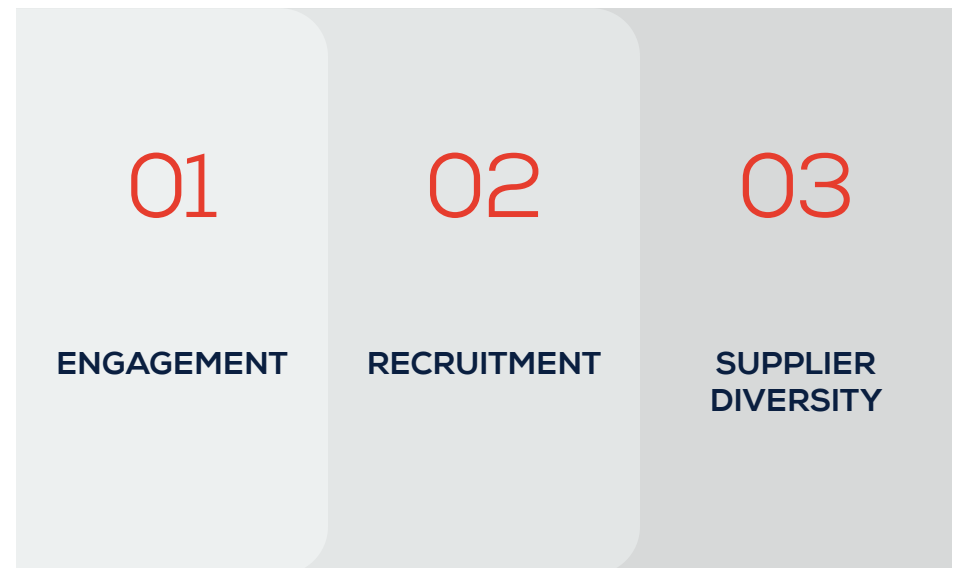 01
ENGAGEMENT
02
RECRUITMENT
03
SUPPLIER
DIVERSITY